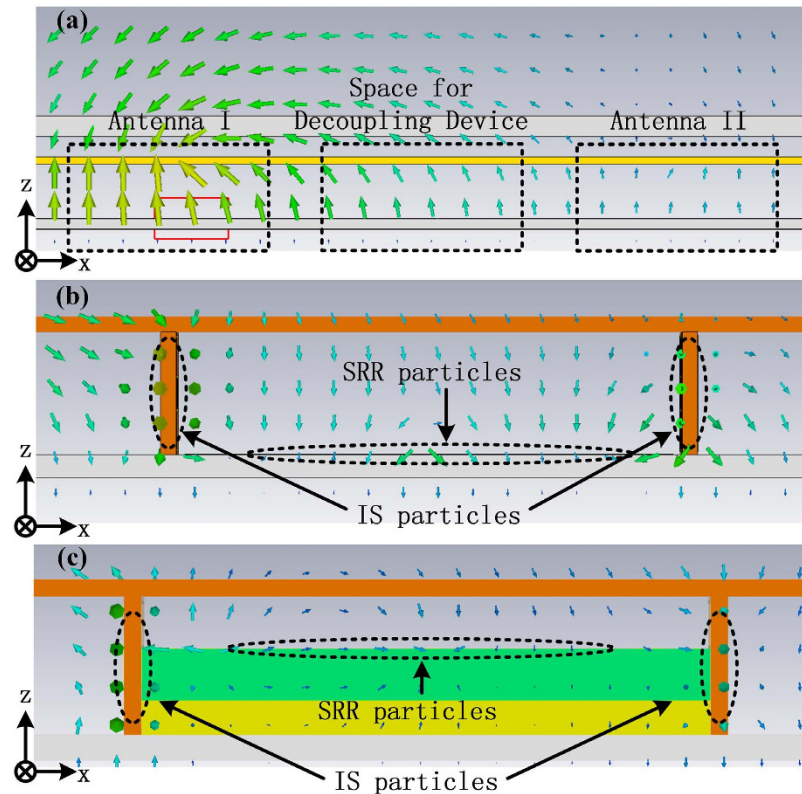 (a)
Space for
Antenna I Decoupling Device Antenna II
z
x
(b)
SRR particles
IS particles
z
x
(c)
SRR particles
IS particles
z
x